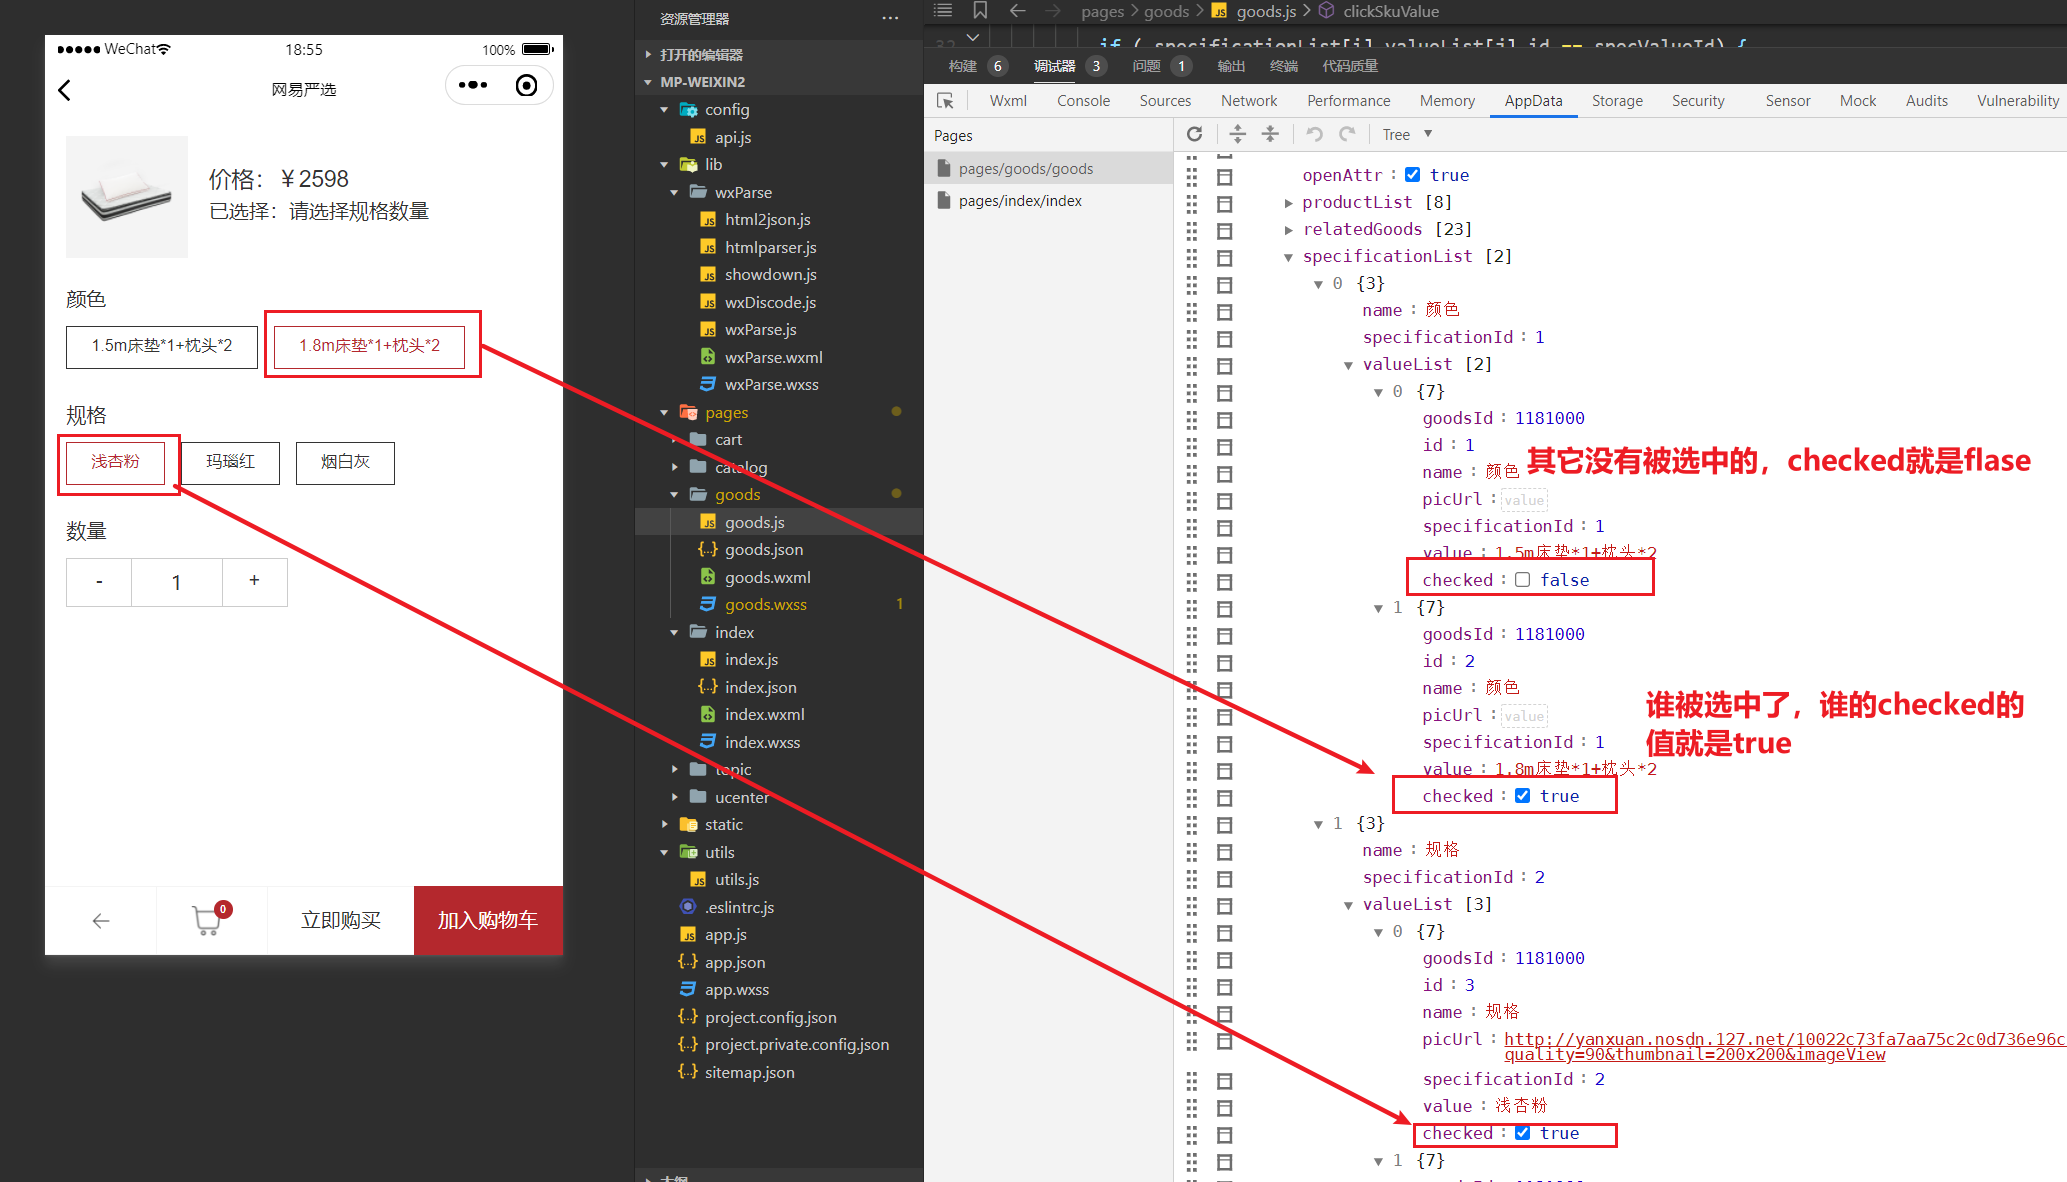 WeChat
18:55
100%
网易严选
价格：￥2598
已选择：请选择规格数量
颜色
1.5m床垫*1+枕头*2
1.8m床垫*1+枕头*2
规格
浅杏粉
玛瑙红
烟白灰
数量
-
1
+
0
立即购买
加入购物车
资源管理器
打开的编辑器
MP-WEIXIN2
config
api.js
lib
wxParse
html2json.js
htmlparser.js
showdown.js
wxDiscode.js
wxParse.js
wxParse.wxml
wxParse.wxss
pages
cart
catalog
goods
goods.js
goods.json
goods.wxml
goods.wxss 1
index
index.js
index.json
index.wxml
index.wxss
topic
ucenter
static
utils
utils.js
.eslintrc.js
app.js
app.json
app.wxss
project.config.json
project.private.config.json
sitemap.json
pages > goods > goods.js > clickSkuValue
构建 6 调试器 3 问题 1 输出 终端 代码质量
Wxml Console Sources Network Performance Memory AppData Storage Security Sensor Mock Audits Vulnerability
Pages
pages/goods/goods
pages/index/index
Tree
openAttr : true
productList [8]
relatedGoods [23]
specificationList [2]
0 {3}
name : 颜色
specificationId : 1
valueList [2]
0 {7}
goodsId : 1181000
id : 1
name : 颜色
picUrl : value
specificationId : 1
value : 1.5m床垫*1+枕头*2
checked : false
其它没有被选中的，checked就是flase
1 {7}
goodsId : 1181000
id : 2
name : 颜色
picUrl : value
specificationId : 1
value : 1.8m床垫*1+枕头*2
checked : true
谁被选中了，谁的checked的
值就是true
1 {3}
name : 规格
specificationId : 2
valueList [3]
0 {7}
goodsId : 1181000
id : 3
name : 规格
picUrl : http://yanxuan.nosdn.127.net/10022c73fa7aa75c2c0d736e96c
quality=90&thumbnail=200x200&imageView
specificationId : 2
value : 浅杏粉
checked : true
1 {7}